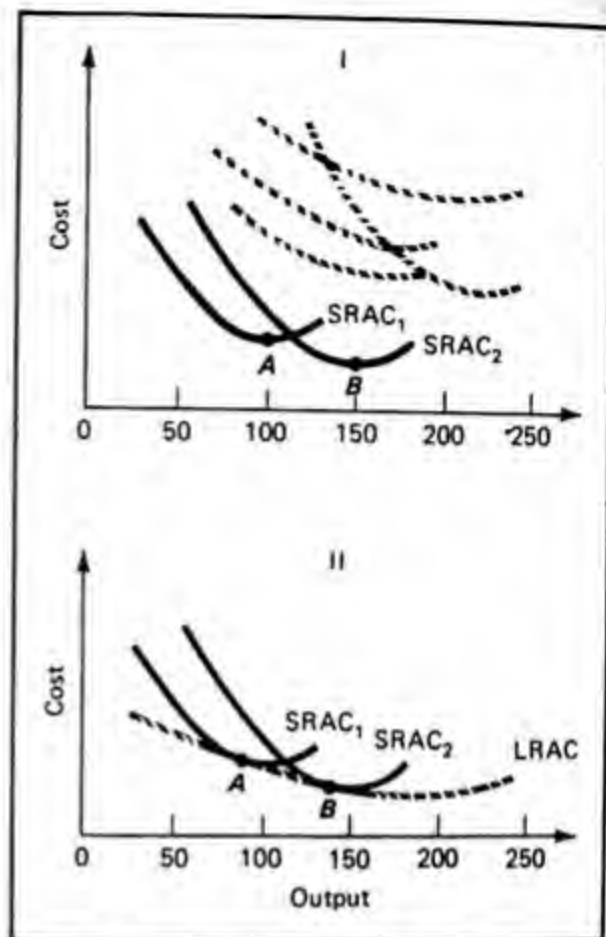 I
Cost
SRAC₁
SRAC₂
A
B
0 50 100 150 200 250
II
Cost
SRAC₁
SRAC₂
LRAC
A
B
0 50 100 150 200 250
Output